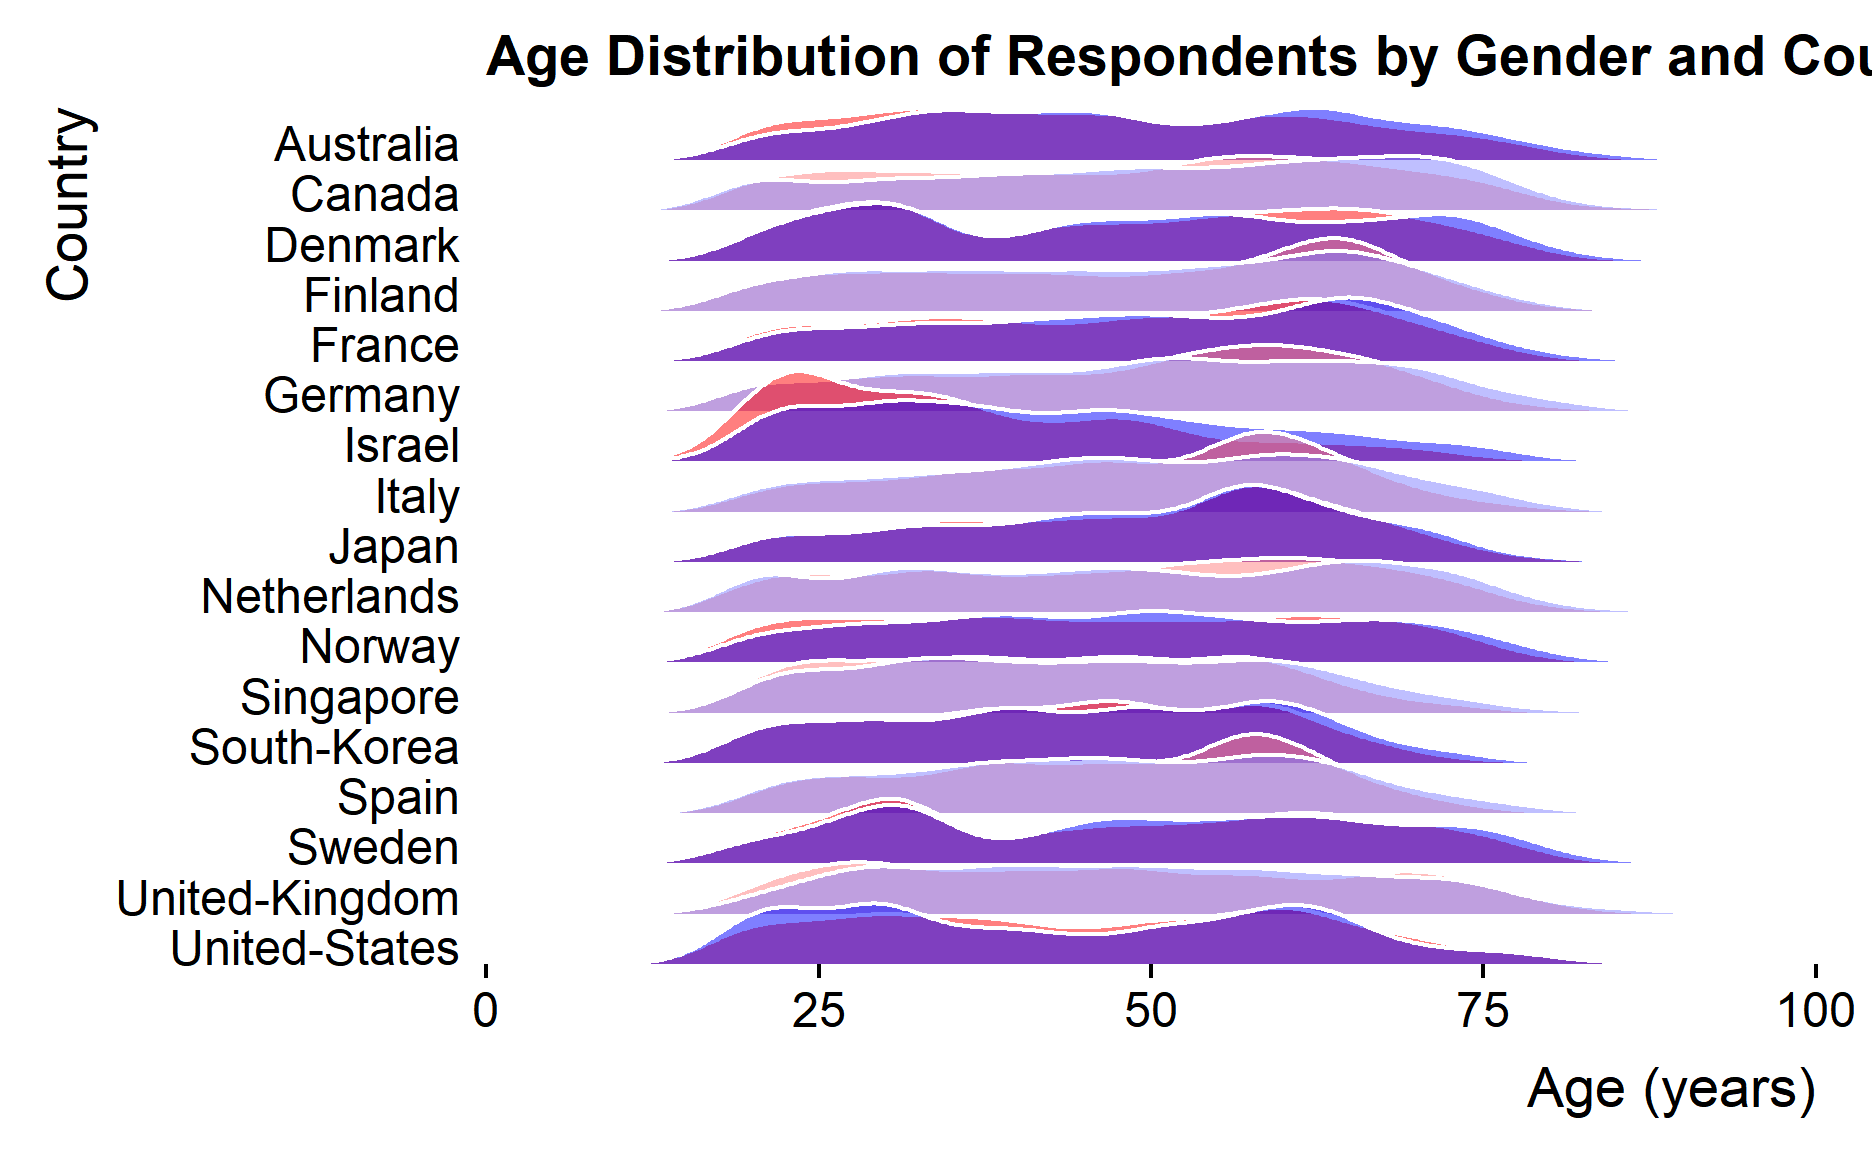 Age Distribution of Respondents by Gender and Cou
Country
Australia
Canada
Denmark
Finland
France
Germany
Israel
Italy
Japan
Netherlands
Norway
Singapore
South-Korea
Spain
Sweden
United-Kingdom
United-States
0 25 50 75 100
Age (years)